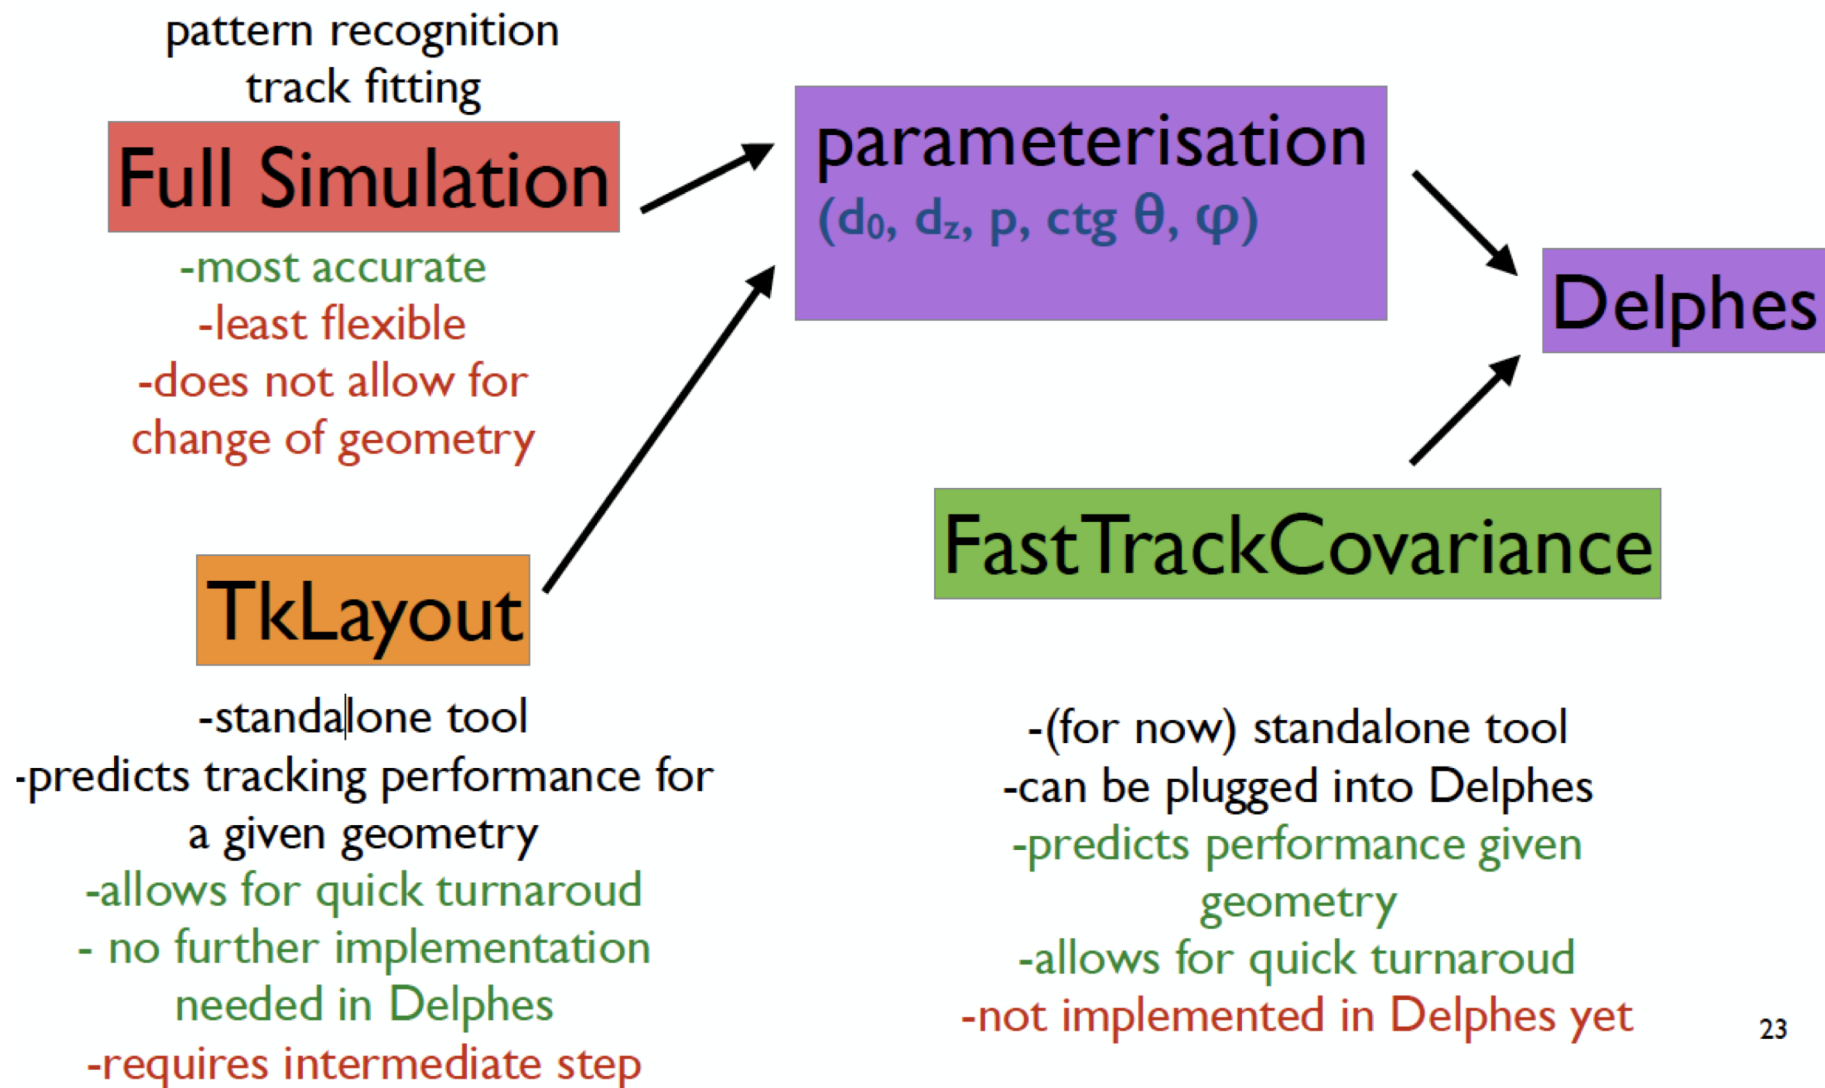 pattern recognition
track fitting
Full Simulation
-most accurate
-least flexible
-does not allow for
change of geometry
parameterisation
(d₀, d_z, p, ctg θ, φ)
Delphes
TkLayout
-standalone tool
-predicts tracking performance for
a given geometry
-allows for quick turnaroud
- no further implementation
needed in Delphes
-requires intermediate step
FastTrackCovariance
-(for now) standalone tool
-can be plugged into Delphes
-predicts performance given
geometry
-allows for quick turnaroud
-not implemented in Delphes yet
23